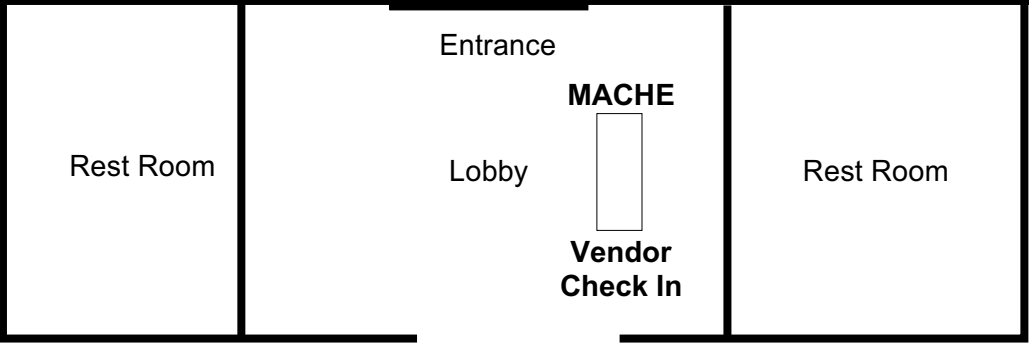 Entrance
MACHE
Rest Room
Lobby
Rest Room
Vendor
Check In